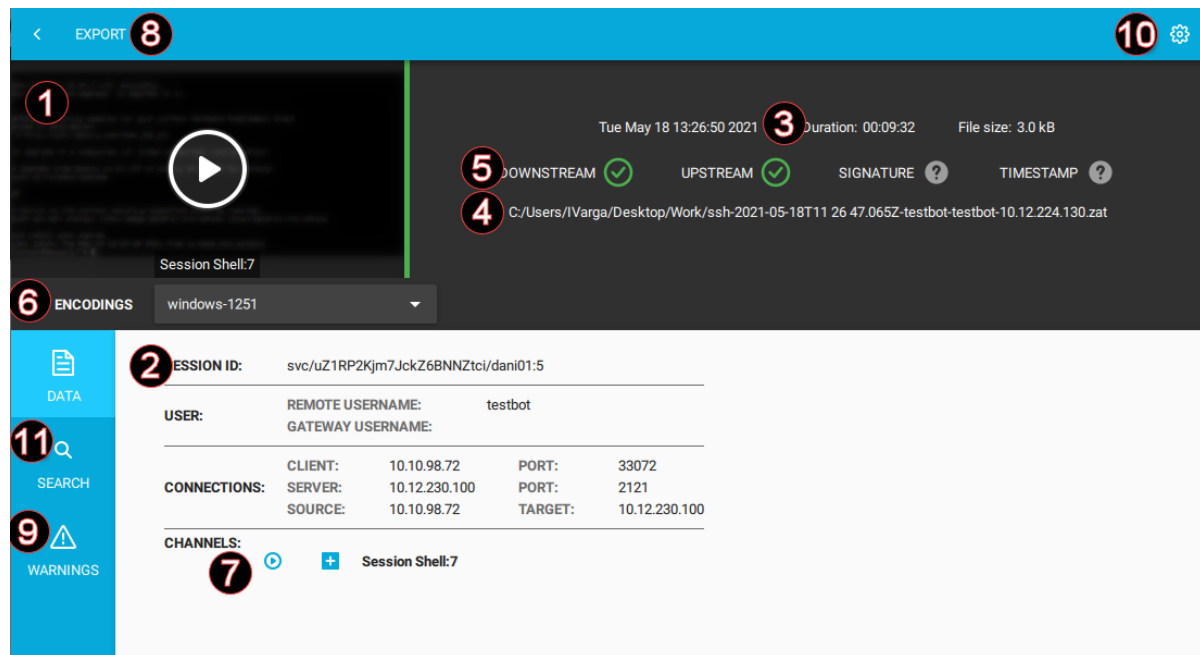 EXPORT 8
10
1
Tue May 18 13:26:50 2021 3 Duration: 00:09:32 File size: 3.0 kB
5 DOWNSTREAM UPSTREAM SIGNATURE ? TIMESTAMP ?
4 C:/Users/IVarga/Desktop/Work/ssh-2021-05-18T11 26 47.065Z-testbot-testbot-10.12.224.130.zat
Session Shell:7
6 ENCODINGS windows-1251
DATA
11
SEARCH
9
WARNINGS
2 SESSION ID: svc/uZ1RP2Kjm7JckZ6BNNZtci/dani01:5
USER: REMOTE USERNAME: testbot
GATEWAY USERNAME:
CLIENT: 10.10.98.72 PORT: 33072
CONNECTIONS: SERVER: 10.12.230.100 PORT: 2121
SOURCE: 10.10.98.72 TARGET: 10.12.230.100
CHANNELS:
7 Session Shell:7